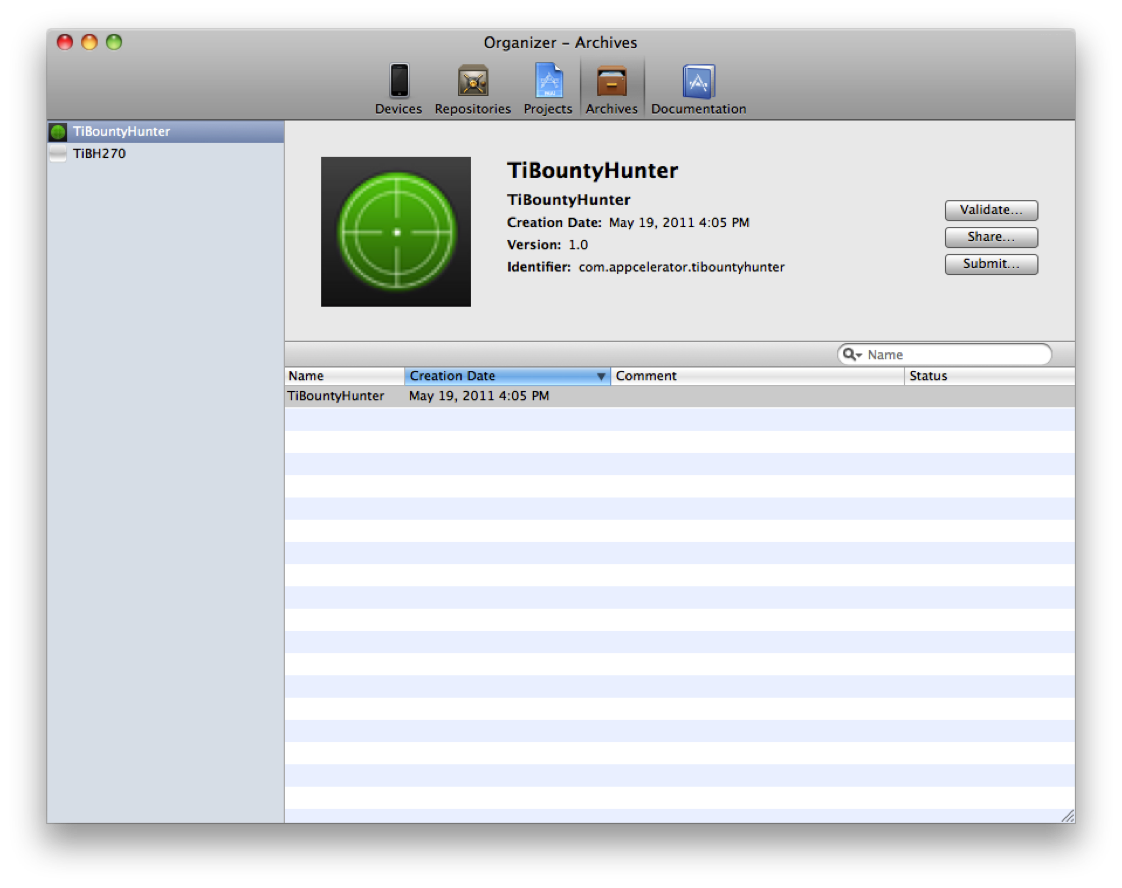 Organizer – Archives
Devices Repositories Projects Archives Documentation
TiBountyHunter
TiBH270
TiBountyHunter
TiBountyHunter
Creation Date: May 19, 2011 4:05 PM
Version: 1.0
Identifier: com.appcelerator.tibountyhunter
Validate...
Share...
Submit...
Name
Name Creation Date Comment Status
TiBountyHunter May 19, 2011 4:05 PM